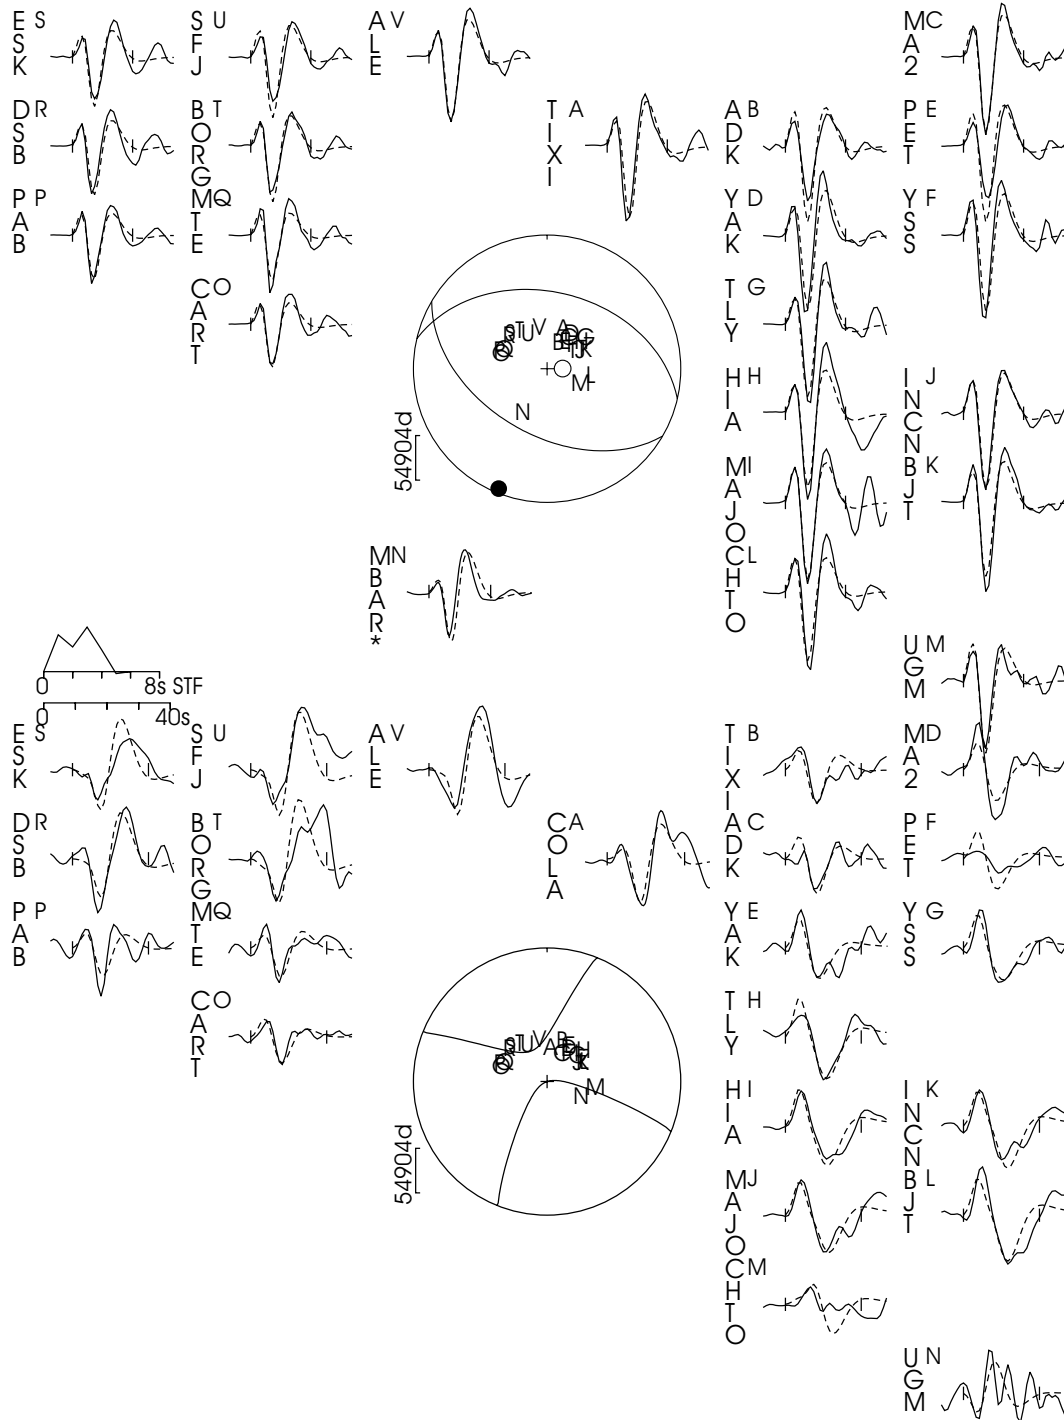 ESK S
SFJ U
ALE V
MA2 C
DSB R
BORG T
TIXI A
ADK B
PET E
PAB P
MTE Q
YAK D
YSS F
CART O
TLY G
HIA H
INCN J
MAJO I
BJT K
CHTO L
MBAR* N
UGM M
54904d
0 8s STF
0 40s
ESK S
SFJ U
ALE V
TIXI B
MA2 D
DSB R
BORG T
COLA A
ADK C
PET F
PAB P
MTE Q
YAK E
YSS G
CART O
TLY H
HIA I
INCN K
MAJO J
BJT L
CHTO M
UGM N
54904d